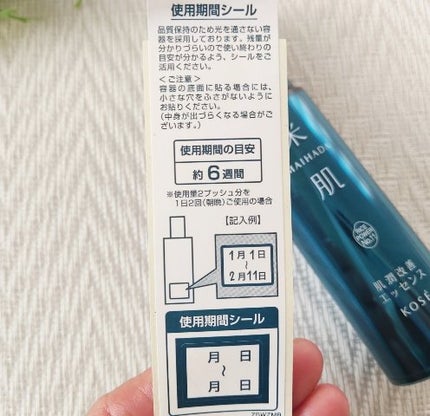 使用期間シール
品質保持のため光を通さない容
器を採用しております。残量が
分かりづらいので使い終わりの
目安が分かるよう、シールをご
活用ください。
＜ご注意＞
容器の底面に貼る場合には、
小さな穴をふさがないように
お貼りください。
(中身が出づらくなる場合がご
ざいます。)
使用期間の目安
約6週間
※使用量2プッシュ分を
1日2回(朝晩)ご使用の場合
【記入例】
1月1日
〜
2月11日
使用期間シール
月 日
〜
月 日
米
肌
MAIHADA
RICE POWER No.11
肌潤改善
エッセンス
KOSÉ